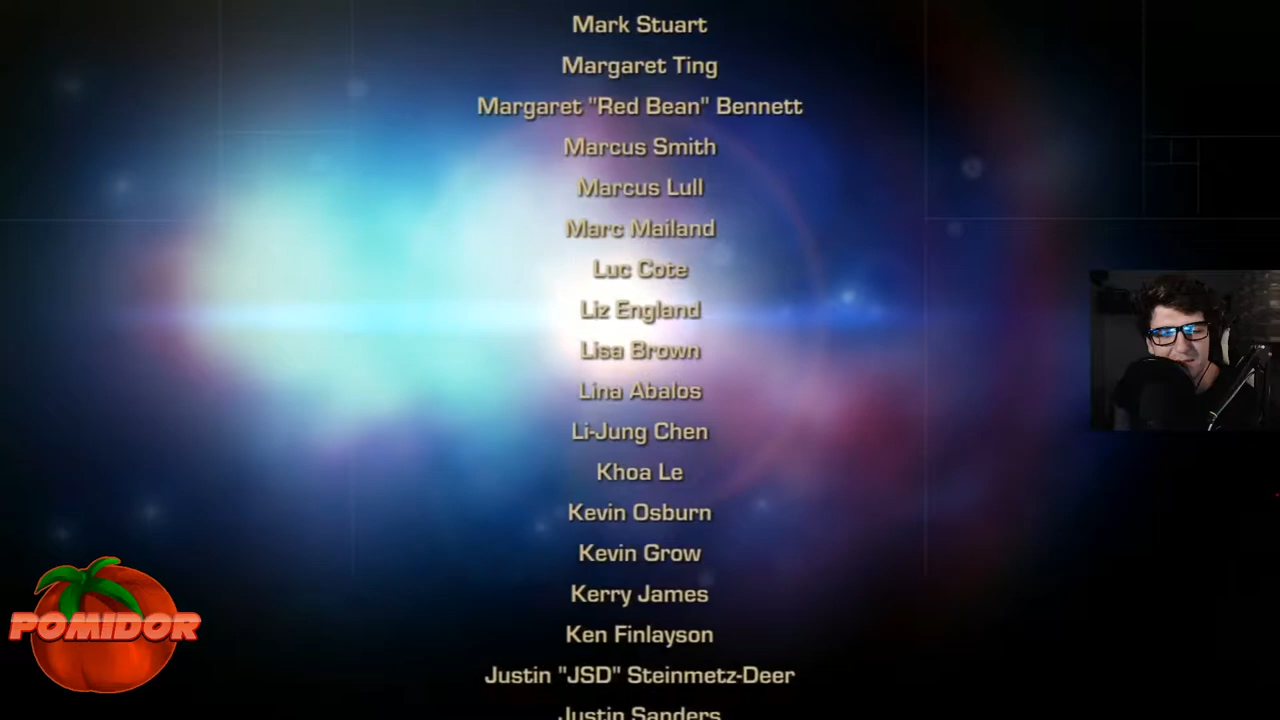 Mark Stuart
Margaret Ting
Margaret "Red Bean" Bennett
Marcus Smith
Marcus Lull
Marc Mailand
Luc Cote
Liz England
Lisa Brown
Lina Abalos
Li-Jung Chen
Khoa Le
Kevin Osburn
Kevin Grow
Kerry James
Ken Finlayson
Justin "JSD" Steinmetz-Deer
Justin Sanders
POMIDOR